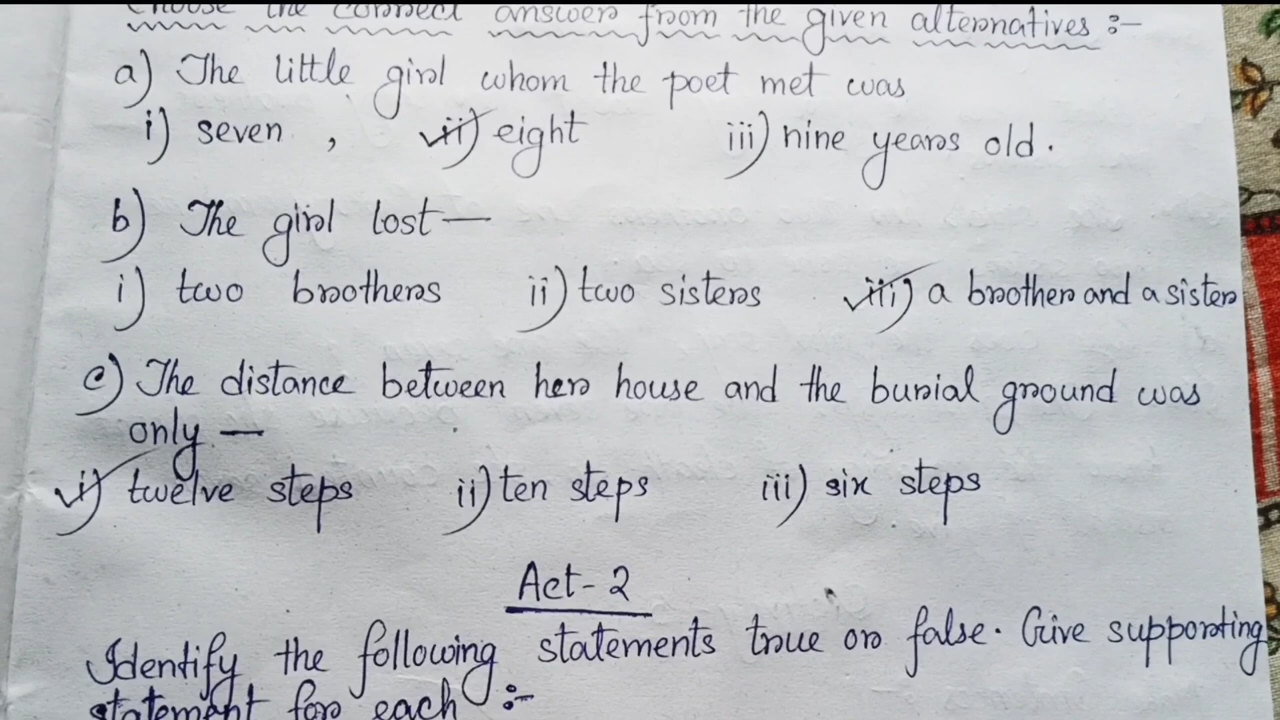 Choose the correct answer from the given alternatives :-
a) The little girl whom the poet met was
i) seven , ii) eight iii) nine years old.
b) The girl lost —
i) two brothers ii) two sisters iii) a brother and a sister
c) The distance between her house and the burial ground was
only —
i) twelve steps ii) ten steps iii) six steps
Act-2
Identify the following statements true or false. Give supporting
statement for each :-